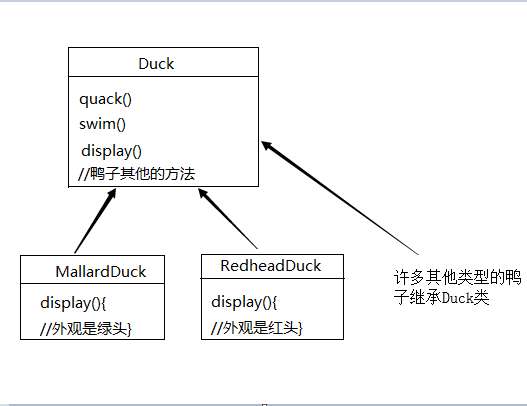 Duck
quack()
swim()
display()
//鸭子其他的方法
MallardDuck
display(){
//外观是绿头}
RedheadDuck
display(){
//外观是红头}
许多其他类型的鸭
子继承Duck类